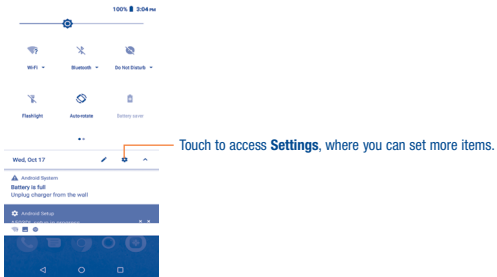 100% 3:04 PM
Wi-Fi Bluetooth Do Not Disturb
Flashlight Auto-rotate Battery saver
Touch to access Settings, where you can set more items.
Wed, Oct 17
Android System
Battery is full
Unplug charger from the wall
Android Setup